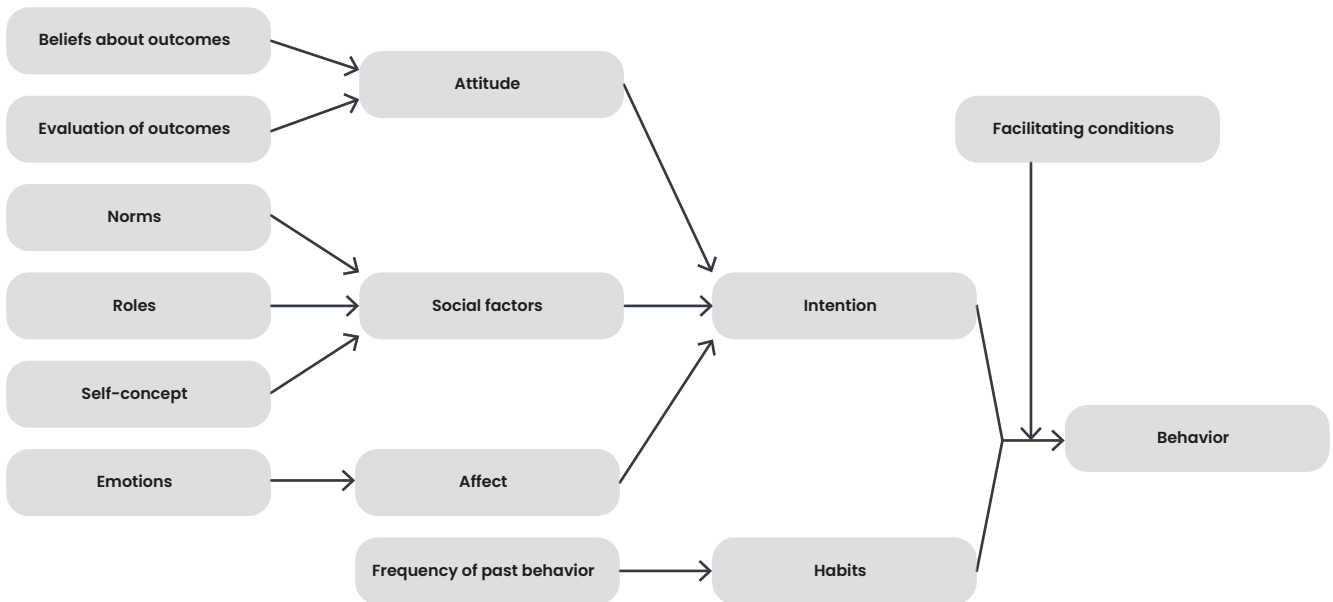 Beliefs about outcomes
Attitude
Evaluation of outcomes
Facilitating conditions
Norms
Roles
Social factors
Intention
Self-concept
Behavior
Emotions
Affect
Frequency of past behavior
Habits